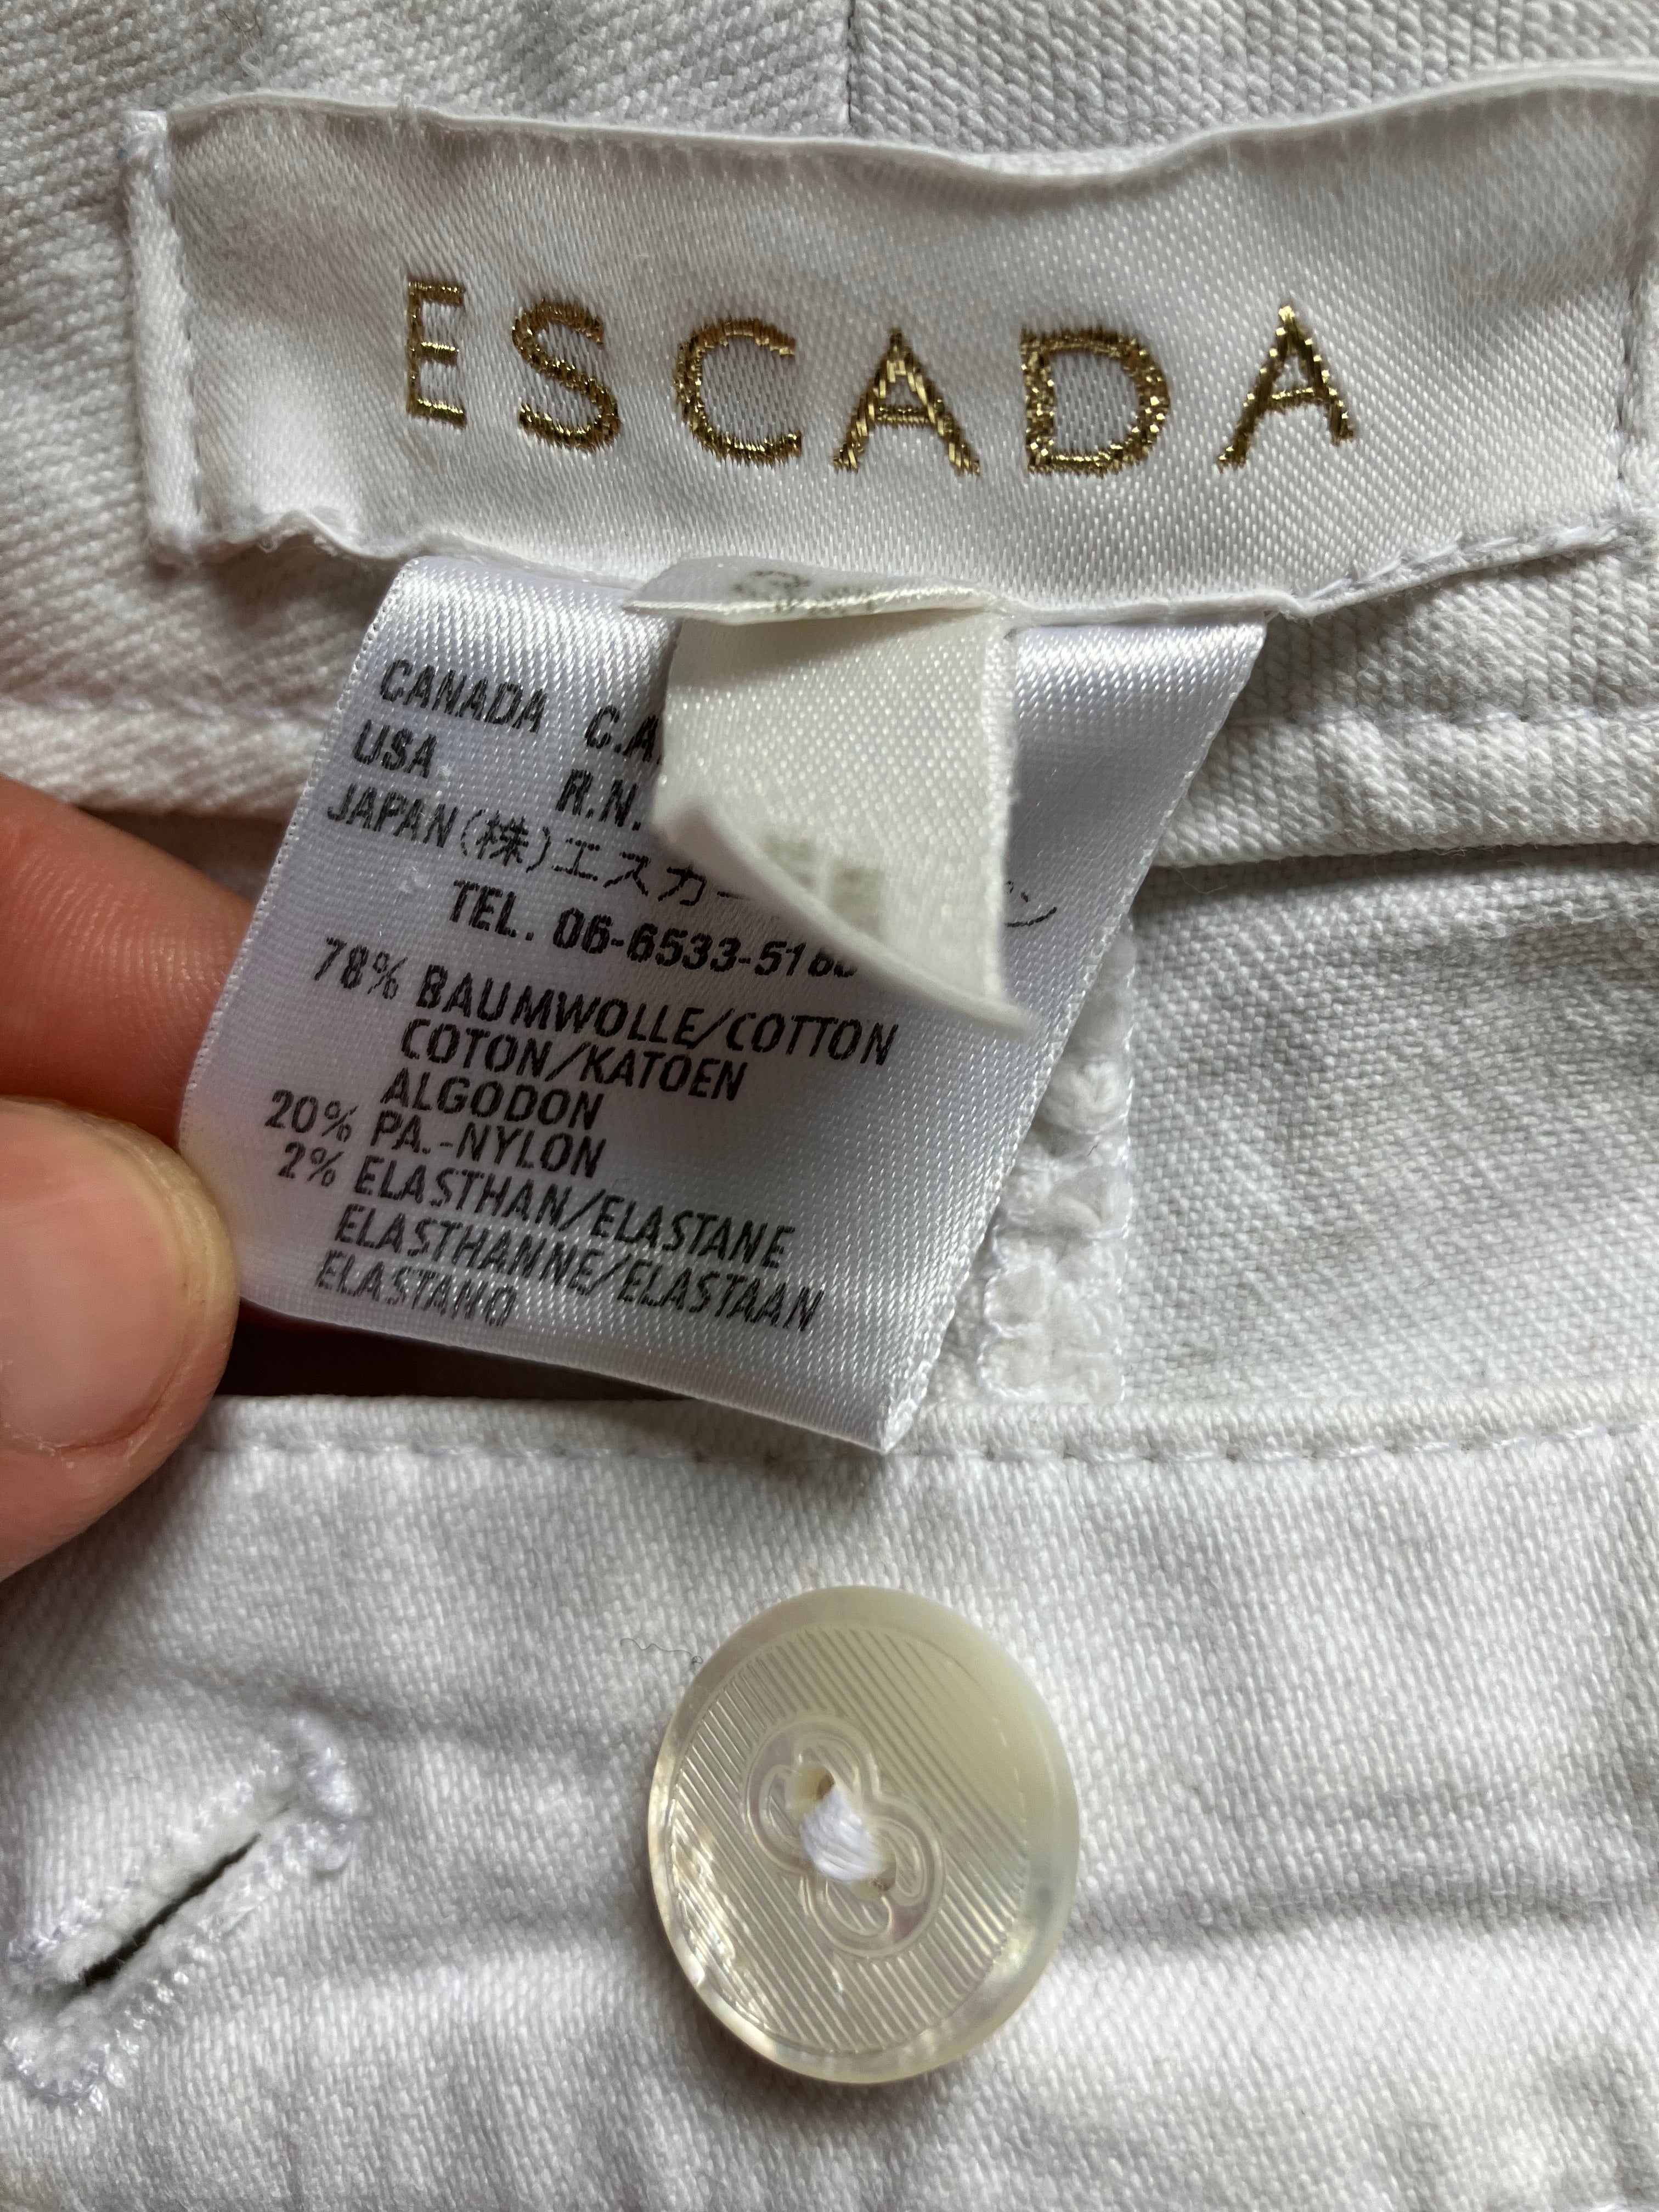 ESCADA
CANADA C.A.
USA R.N.
JAPAN (株)エスカ
TEL. 06-6533-51
78% BAUMWOLLE/COTTON
COTON/KATOEN
ALGODON
20% PA.-NYLON
2% ELASTHAN/ELASTANE
ELASTHANNE/ELASTAAN
ELASTANO